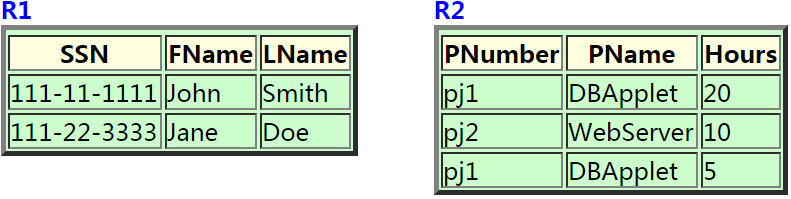 R1
SSN FName LName
111-11-1111 John Smith
111-22-3333 Jane Doe
R2
PNumber PName Hours
pj1 DBApplet 20
pj2 WebServer 10
pj1 DBApplet 5